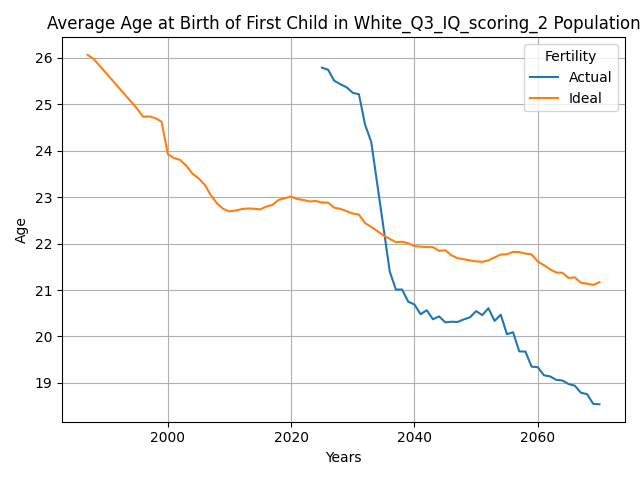 Average Age at Birth of First Child in White_Q3_IQ_scoring_2 Population
Fertility
Actual
Ideal
Age
26
25
24
23
22
21
20
19
2000
2020
2040
2060
Years